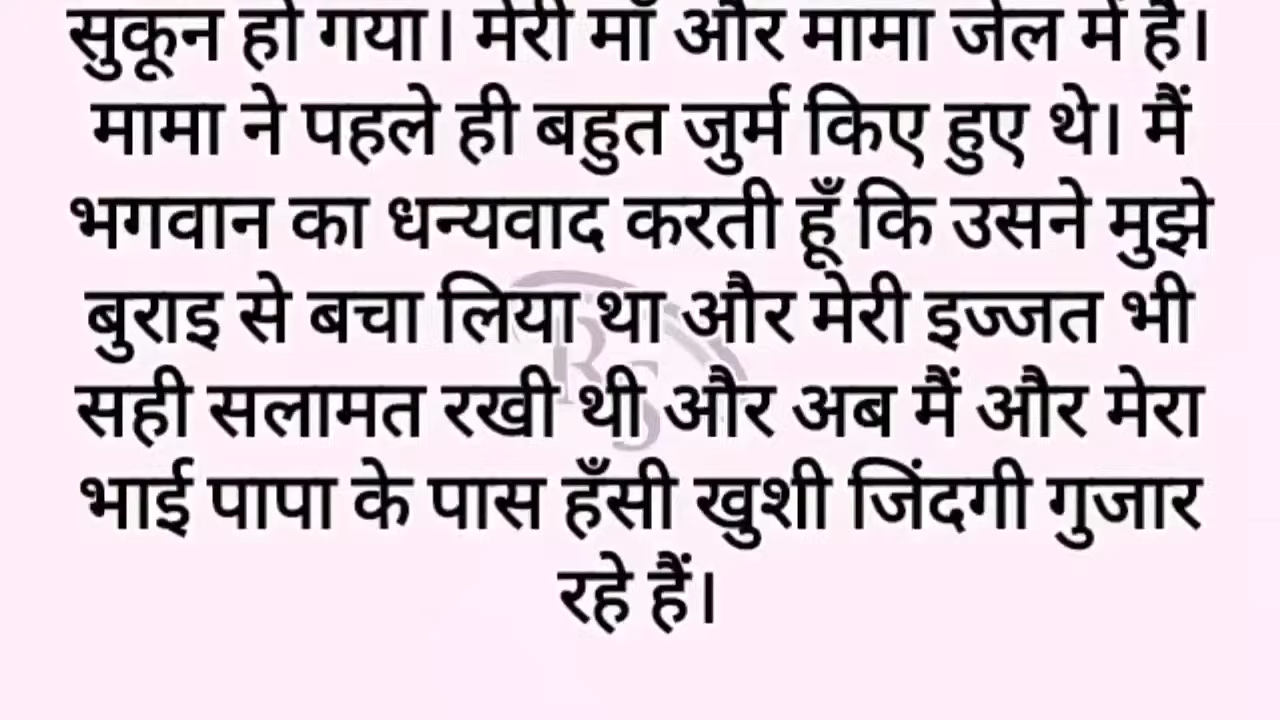 सुकून हो गया। मेरी माँ और मामा जेल में है।
मामा ने पहले ही बहुत जुर्म किए हुए थे। मैं
भगवान का धन्यवाद करती हूँ कि उसने मुझे
बुराइ से बचा लिया था और मेरी इज्जत भी
सही सलामत रखी थी और अब मैं और मेरा
भाई पापा के पास हँसी खुशी जिंदगी गुजार
रहे हैं।
RS